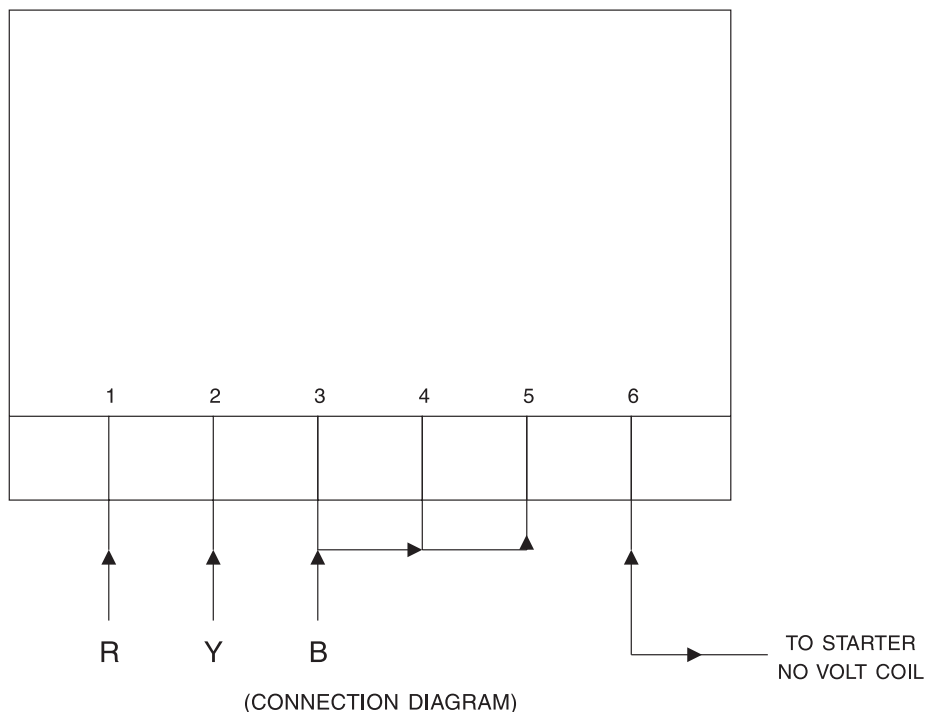 1 2 3 4 5 6
R Y B
TO STARTER
NO VOLT COIL
(CONNECTION DIAGRAM)